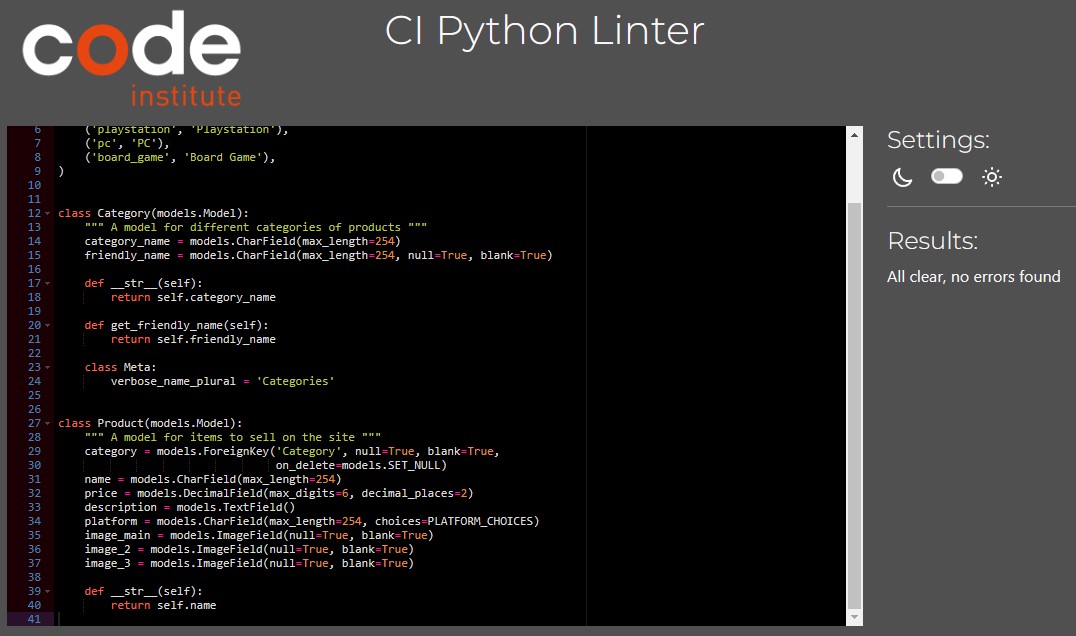 code
institute
CI Python Linter
6 ('playstation', 'Playstation'),
7 ('pc', 'PC'),
8 ('board_game', 'Board Game'),
9 )
10
11
12 class Category(models.Model):
13 """ A model for different categories of products """
14 category_name = models.CharField(max_length=254)
15 friendly_name = models.CharField(max_length=254, null=True, blank=True)
16
17 def __str__(self):
18 return self.category_name
19
20 def get_friendly_name(self):
21 return self.friendly_name
22
23 class Meta:
24 verbose_name_plural = 'Categories'
25
26
27 class Product(models.Model):
28 """ A model for items to sell on the site """
29 category = models.ForeignKey('Category', null=True, blank=True,
30 on_delete=models.SET_NULL)
31 name = models.CharField(max_length=254)
32 price = models.DecimalField(max_digits=6, decimal_places=2)
33 description = models.TextField()
34 platform = models.CharField(max_length=254, choices=PLATFORM_CHOICES)
35 image_main = models.ImageField(null=True, blank=True)
36 image_2 = models.ImageField(null=True, blank=True)
37 image_3 = models.ImageField(null=True, blank=True)
38
39 def __str__(self):
40 return self.name
41
Settings:
Results:
All clear, no errors found